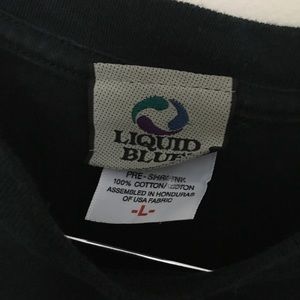 LIQUID
BLUE
PRE-SHRUNK
100% COTTON/COTON
ASSEMBLED IN HONDURAS
OF USA FABRIC
-L-